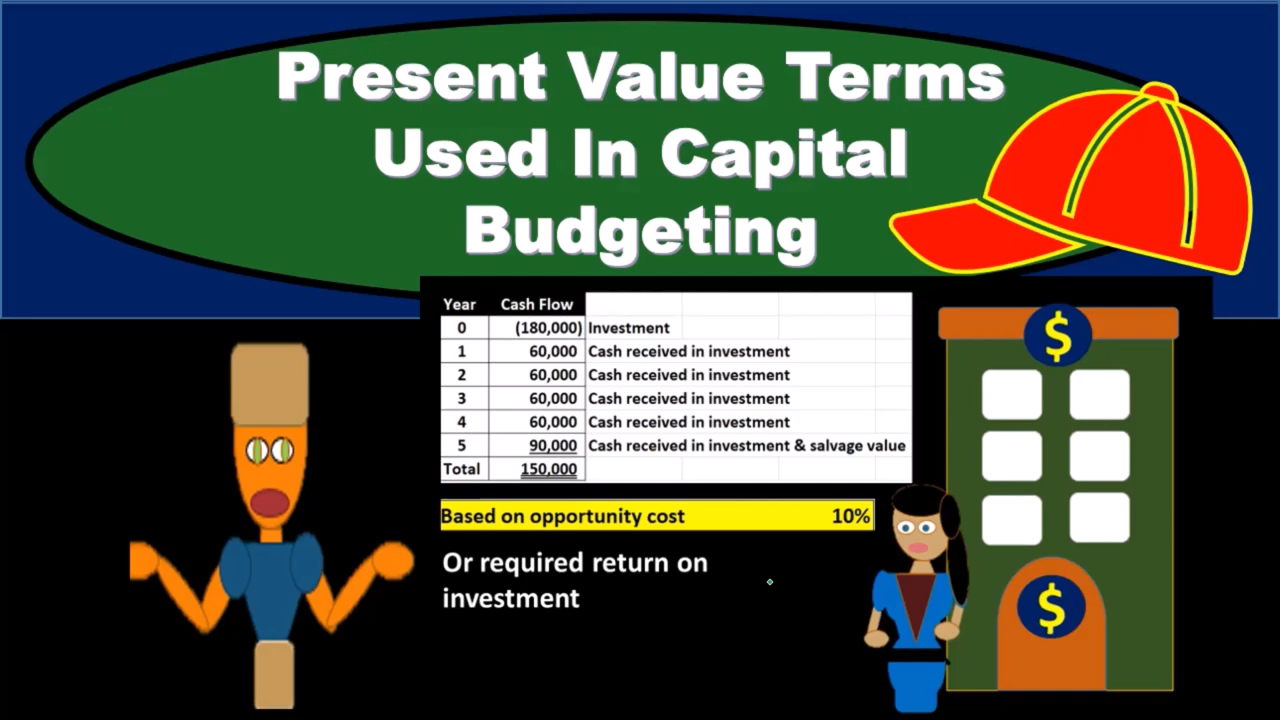 Present Value Terms
Used In Capital
Budgeting
Year Cash Flow
0 (180,000) Investment
1 60,000 Cash received in investment
2 60,000 Cash received in investment
3 60,000 Cash received in investment
4 60,000 Cash received in investment
5 90,000 Cash received in investment & salvage value
Total 150,000
$
Based on opportunity cost 10%
Or required return on
investment
$